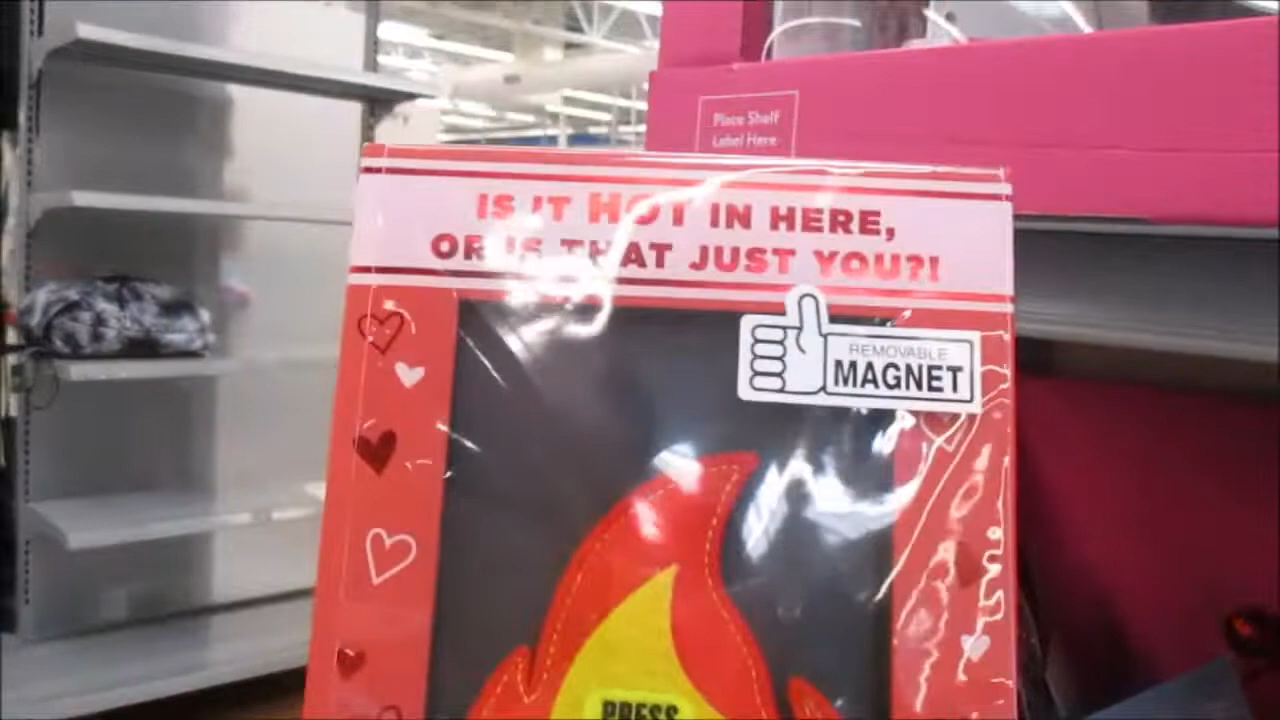 Place Shelf
Label Here
IS IT HOT IN HERE,
OR IS THAT JUST YOU?!
REMOVABLE
MAGNET
PRESS